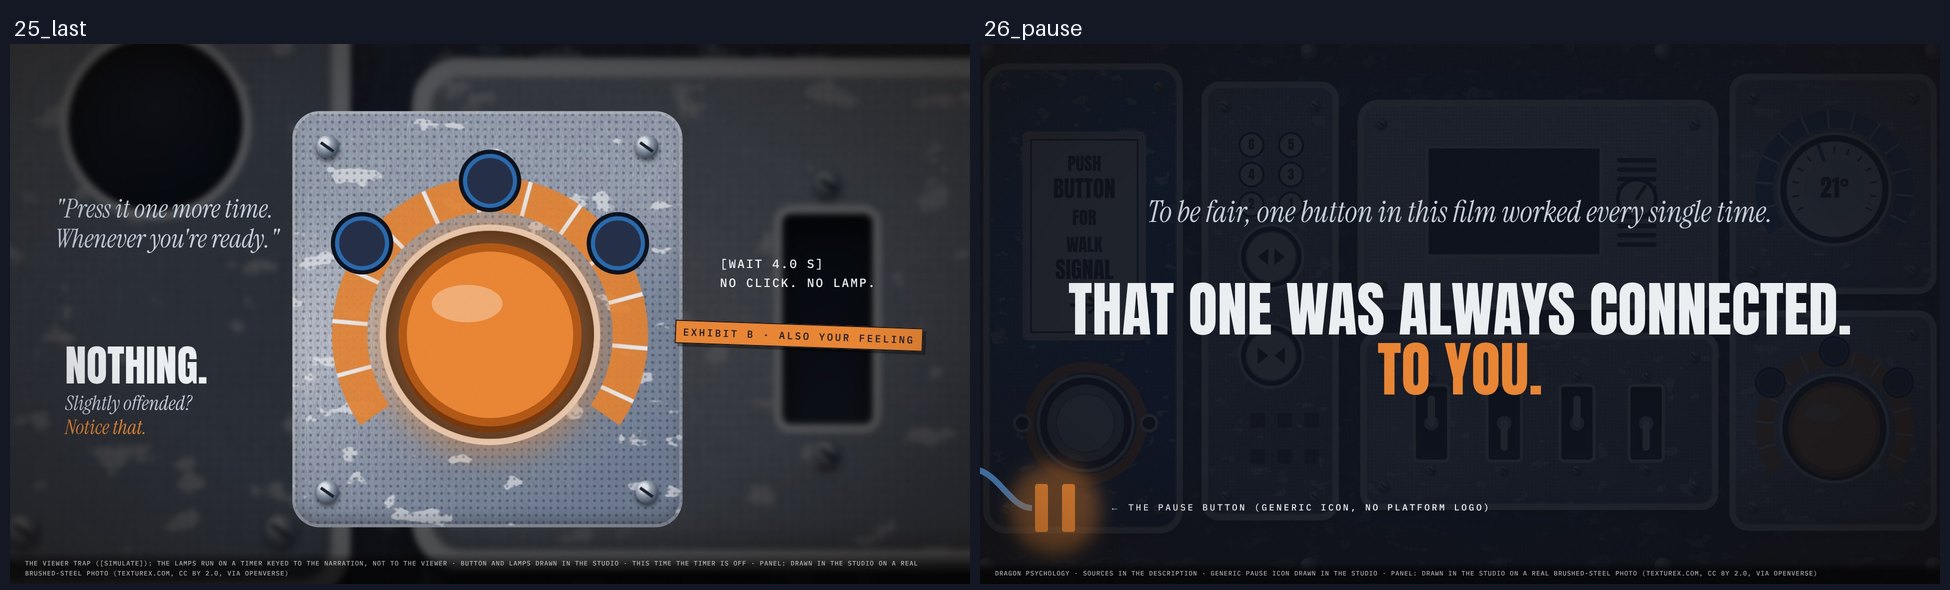 25_last
"Press it one more time.
Whenever you're ready."
[WAIT 4.0 S]
NO CLICK. NO LAMP.
EXHIBIT B · ALSO YOUR FEELING
NOTHING.
Slightly offended?
Notice that.
THE VIEWER TRAP ([SIMULATE]): THE LAMPS RUN ON A TIMER KEYED TO THE NARRATION, NOT TO THE VIEWER · BUTTON AND LAMPS DRAWN IN THE STUDIO · THIS TIME THE TIMER IS OFF · PANEL: DRAWN IN THE STUDIO ON A REAL
BRUSHED-STEEL PHOTO (TEXTUREX.COM, CC BY 2.0, VIA OPENVERSE)
26_pause
PUSH
BUTTON
FOR
WALK
SIGNAL
6 5
4 3
21°
To be fair, one button in this film worked every single time.
THAT ONE WAS ALWAYS CONNECTED.
TO YOU.
← THE PAUSE BUTTON (GENERIC ICON, NO PLATFORM LOGO)
DRAGON PSYCHOLOGY · SOURCES IN THE DESCRIPTION · GENERIC PAUSE ICON DRAWN IN THE STUDIO · PANEL: DRAWN IN THE STUDIO ON A REAL BRUSHED-STEEL PHOTO (TEXTUREX.COM, CC BY 2.0, VIA OPENVERSE)